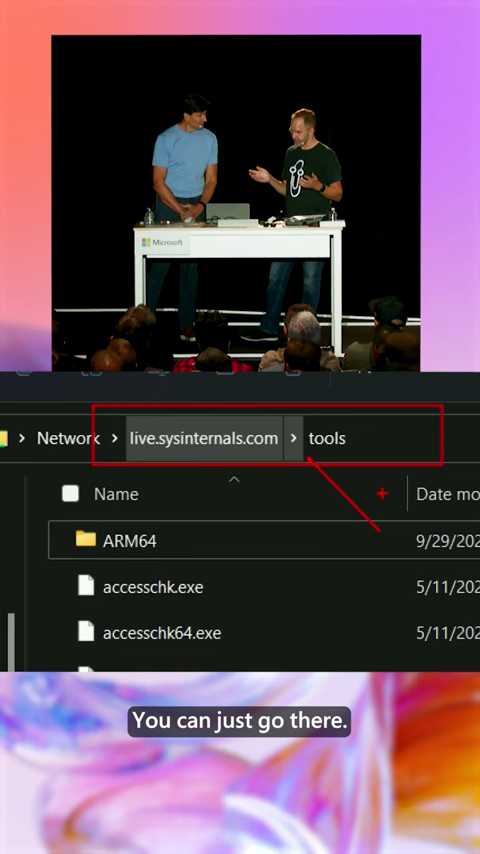 Microsoft
Network > live.sysinternals.com > tools
Name
Date mo
ARM64
9/29/202
accesschk.exe
5/11/202
accesschk64.exe
5/11/202
You can just go there.